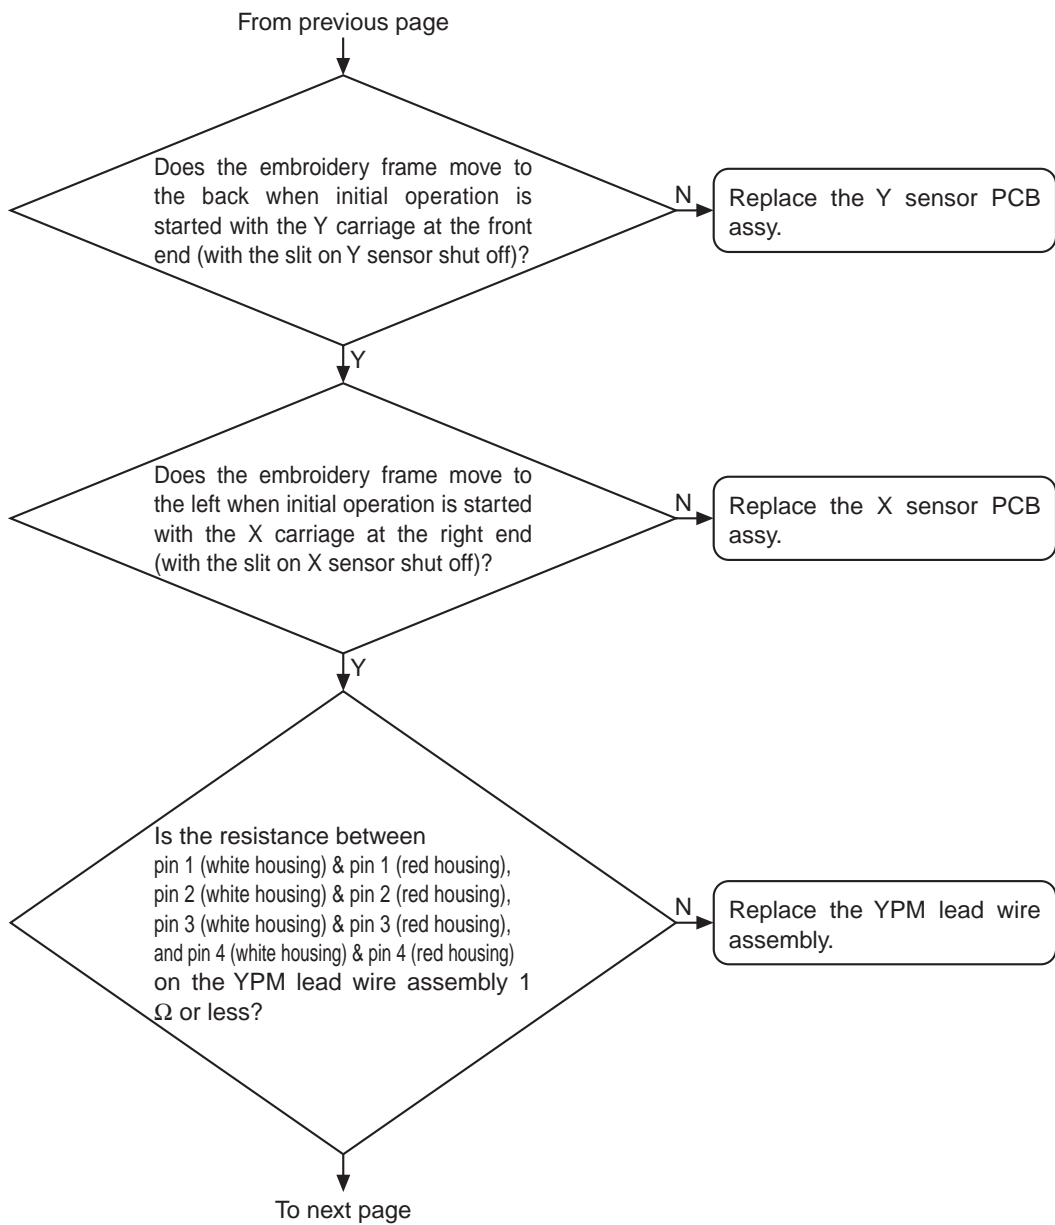 From previous page
Does the embroidery frame move to
the back when initial operation is
started with the Y carriage at the front
end (with the slit on Y sensor shut off)?
N
Replace the Y sensor PCB
assy.
Y
Does the embroidery frame move to
the left when initial operation is started
with the X carriage at the right end
(with the slit on X sensor shut off)?
N
Replace the X sensor PCB
assy.
Y
Is the resistance between
pin 1 (white housing) & pin 1 (red housing),
pin 2 (white housing) & pin 2 (red housing),
pin 3 (white housing) & pin 3 (red housing),
and pin 4 (white housing) & pin 4 (red housing)
on the YPM lead wire assembly 1
Ω or less?
N
Replace the YPM lead wire
assembly.
To next page